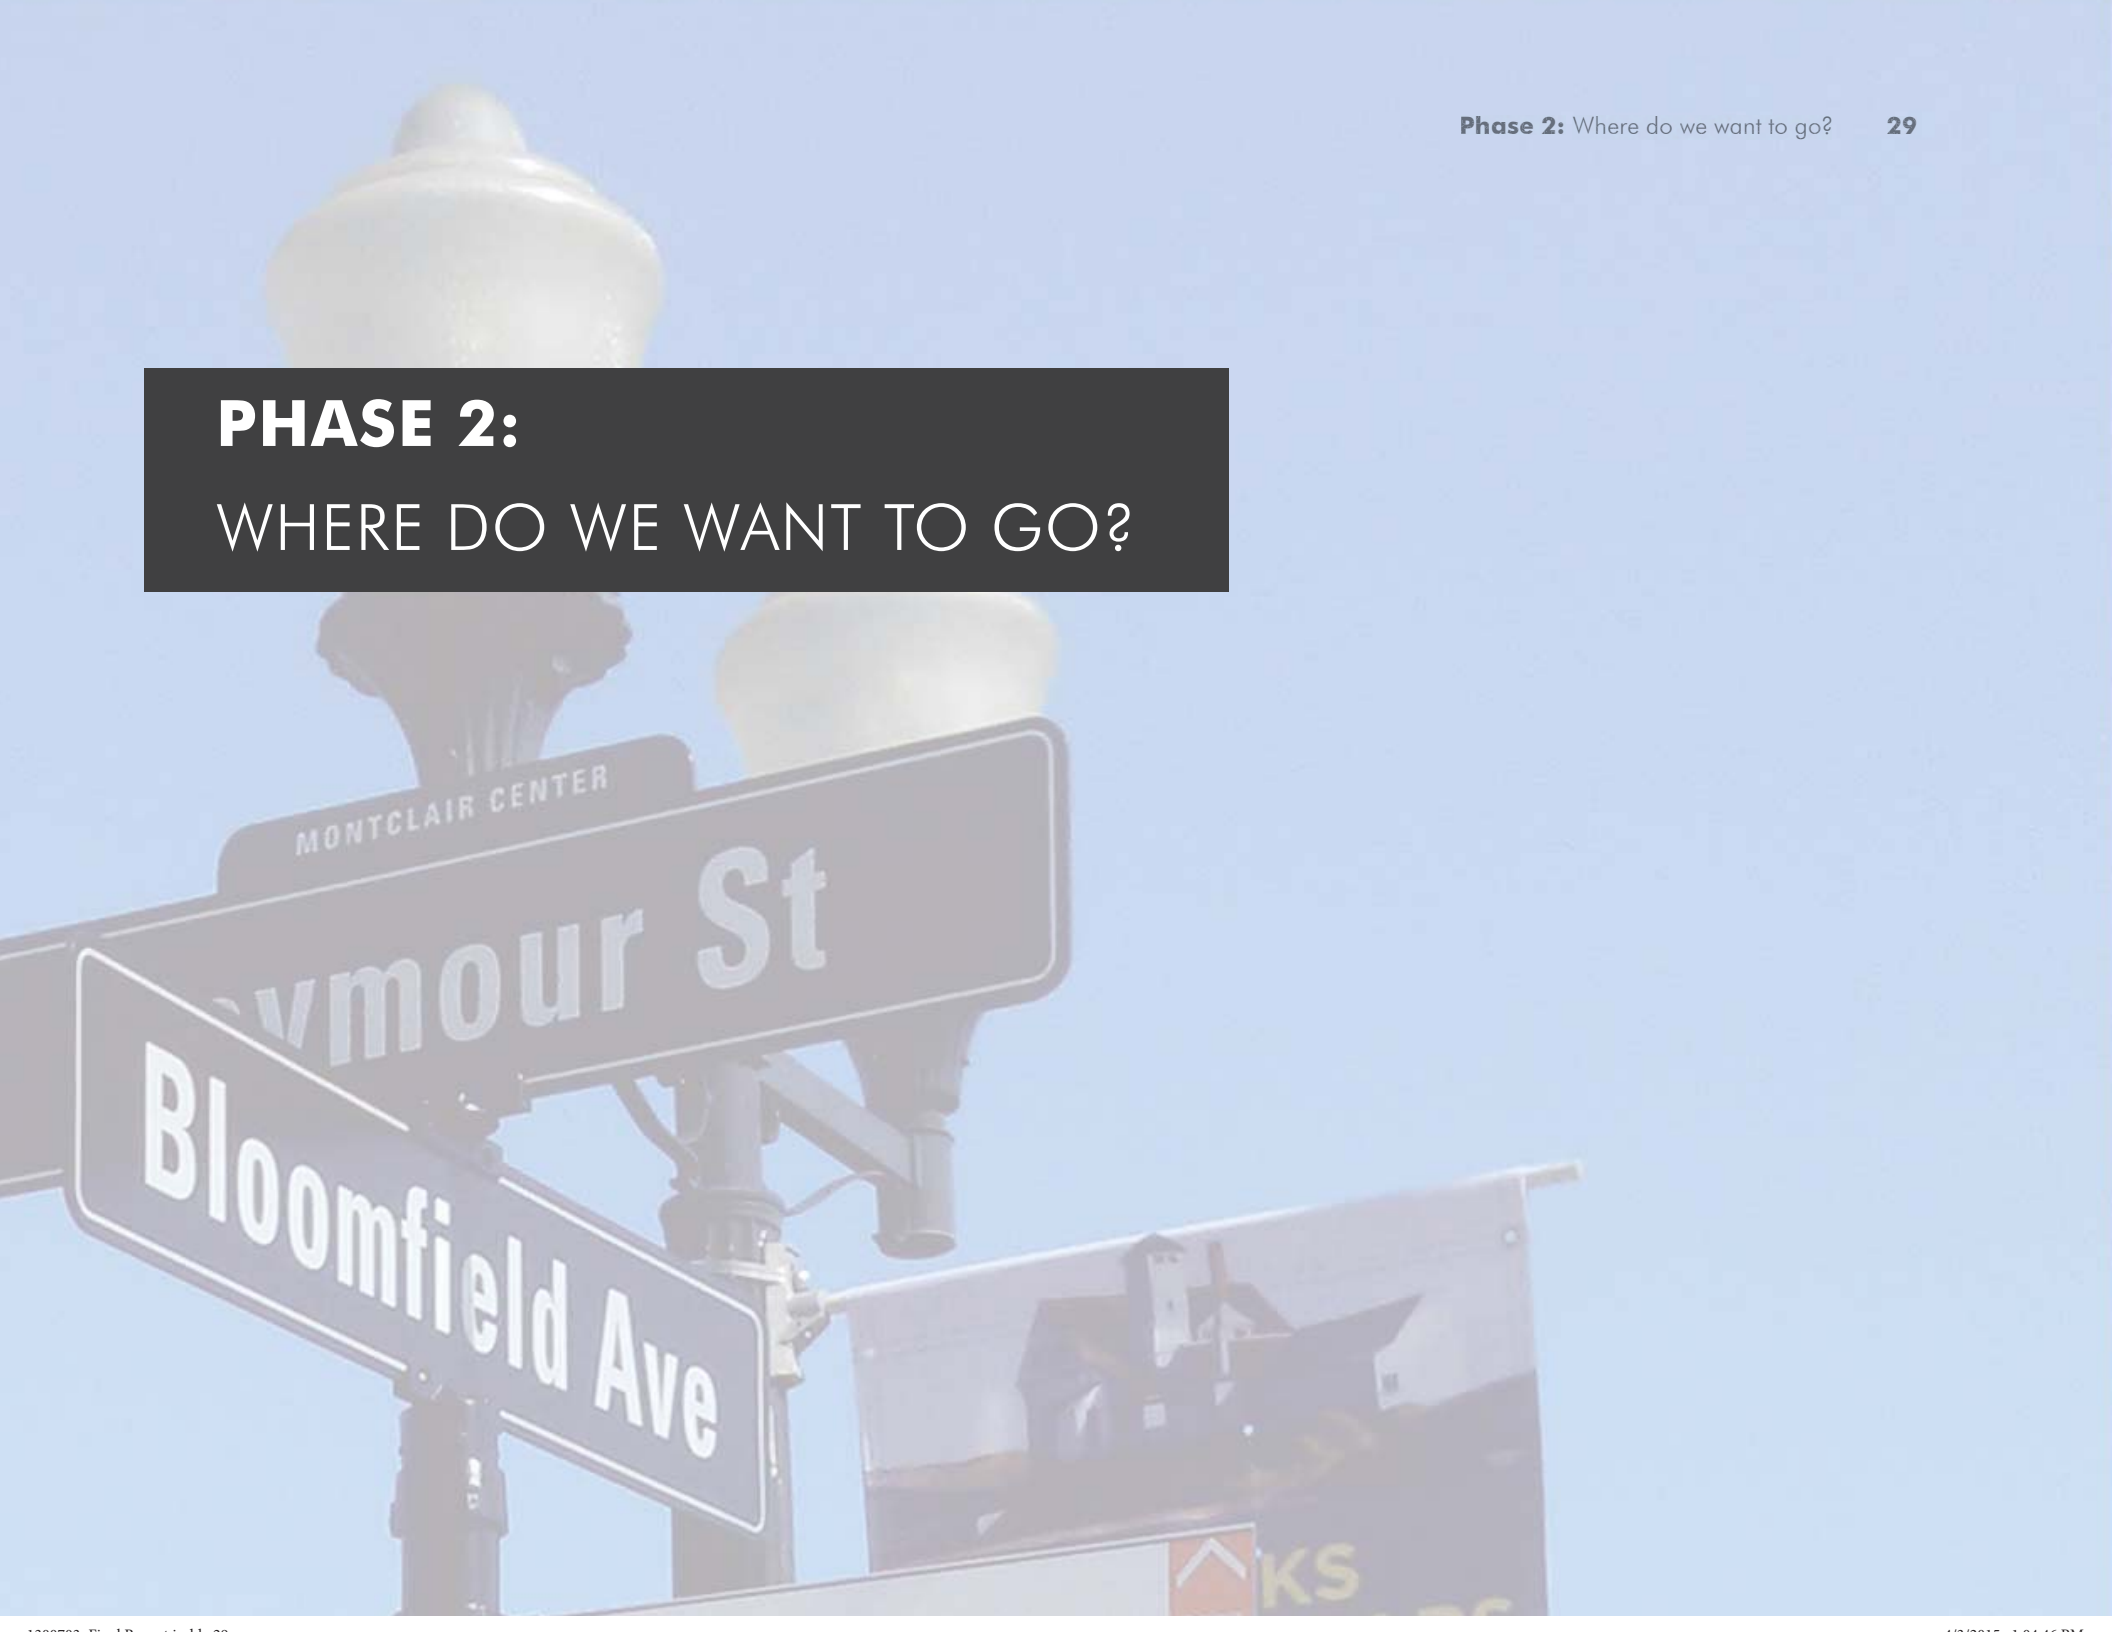 Phase 2: Where do we want to go? 29
PHASE 2:
WHERE DO WE WANT TO GO?
MONTCLAIR CENTER
ymour St
Bloomfield Ave
KS